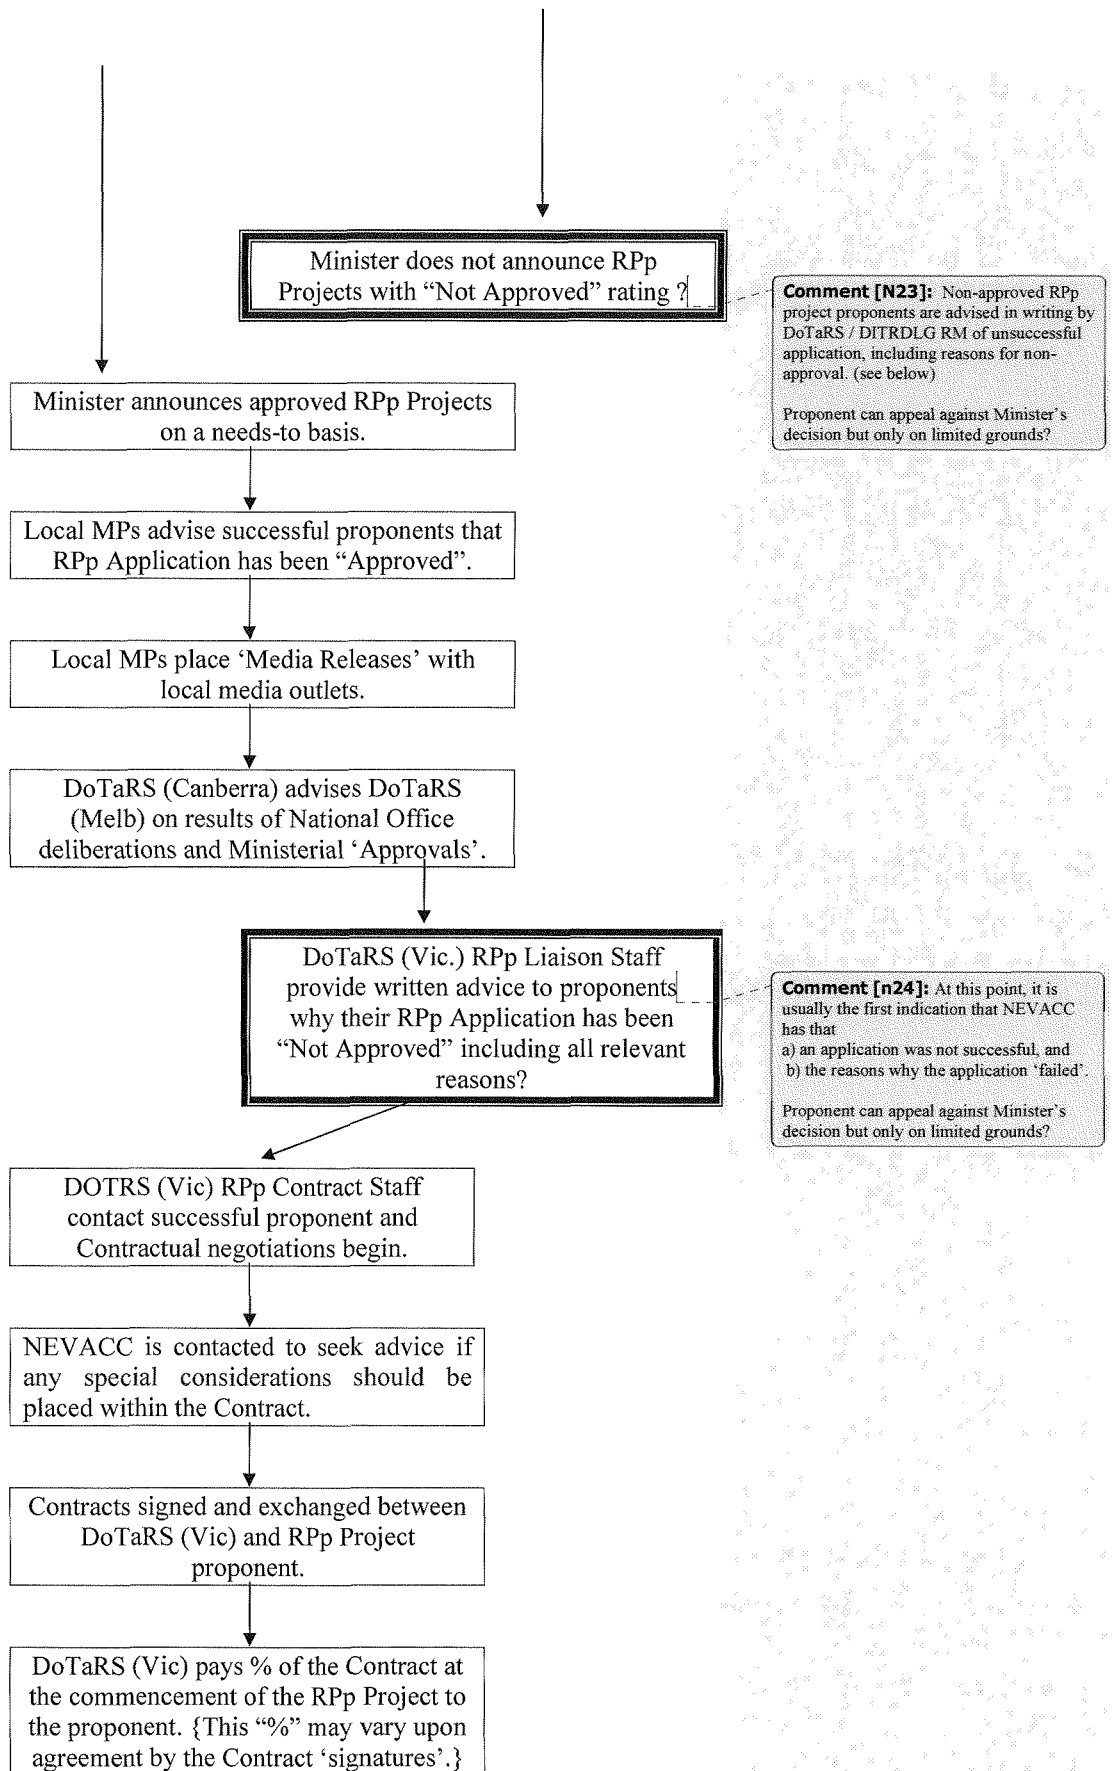 Minister does not announce RPp
Projects with “Not Approved” rating ?
Comment [N23]: Non-approved RPp
project proponents are advised in writing by
DoTaRS / DITRDLG RM of unsuccessful
application, including reasons for non-
approval. (see below)
Proponent can appeal against Minister's
decision but only on limited grounds?
Minister announces approved RPp Projects
on a needs-to basis.
Local MPs advise successful proponents that
RPp Application has been “Approved”.
Local MPs place ‘Media Releases’ with
local media outlets.
DoTaRS (Canberra) advises DoTaRS
(Melb) on results of National Office
deliberations and Ministerial ‘Approvals’.
DoTaRS (Vic.) RPp Liaison Staff
provide written advice to proponents
why their RPp Application has been
“Not Approved” including all relevant
reasons?
Comment [n24]: At this point, it is
usually the first indication that NEVACC
has that
a) an application was not successful, and
b) the reasons why the application ‘failed’.
Proponent can appeal against Minister's
decision but only on limited grounds?
DOTRS (Vic) RPp Contract Staff
contact successful proponent and
Contractual negotiations begin.
NEVACC is contacted to seek advice if
any special considerations should be
placed within the Contract.
Contracts signed and exchanged between
DoTaRS (Vic) and RPp Project
proponent.
DoTaRS (Vic) pays % of the Contract at
the commencement of the RPp Project to
the proponent. {This “%” may vary upon
agreement by the Contract ‘signatures’.}